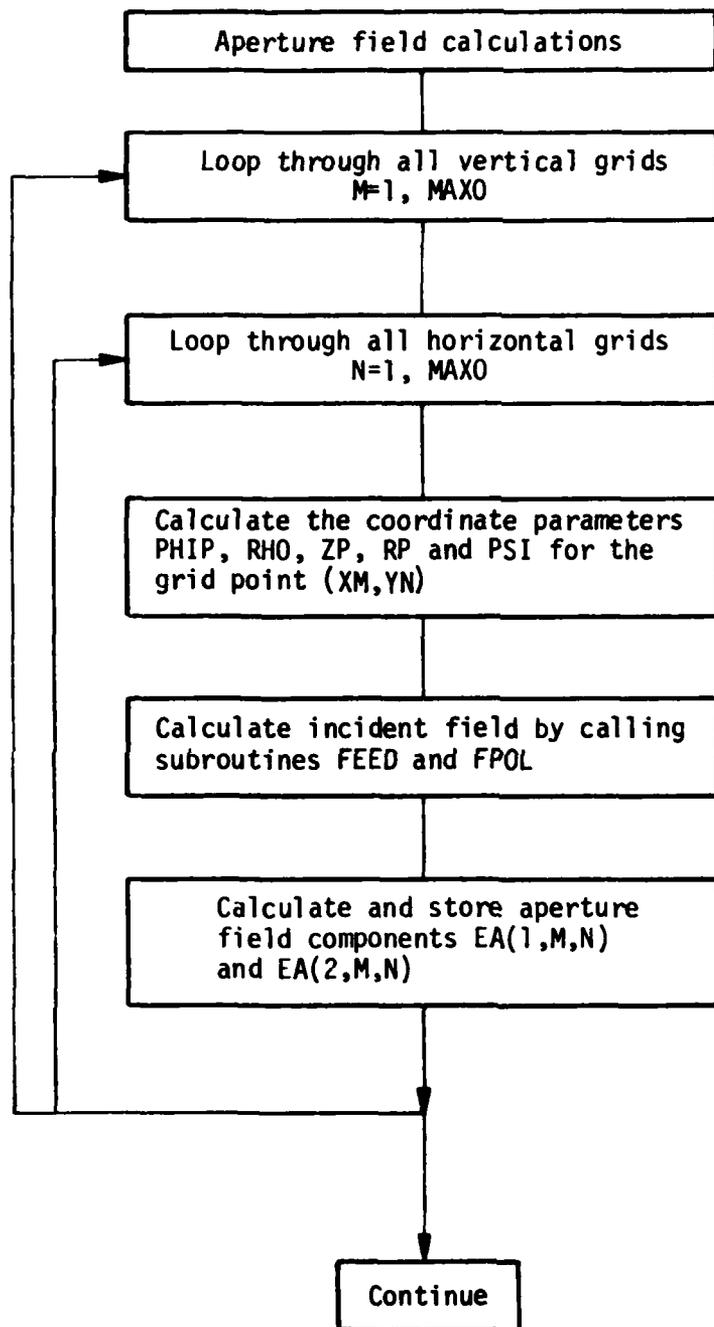 Aperture field calculations
Loop through all vertical grids
M=1, MAXO
Loop through all horizontal grids
N=1, MAXO
Calculate the coordinate parameters
PHIP, RHO, ZP, RP and PSI for the
grid point (XM,YN)
Calculate incident field by calling
subroutines FEED and FPOL
Calculate and store aperture
field components EA(1,M,N)
and EA(2,M,N)
Continue